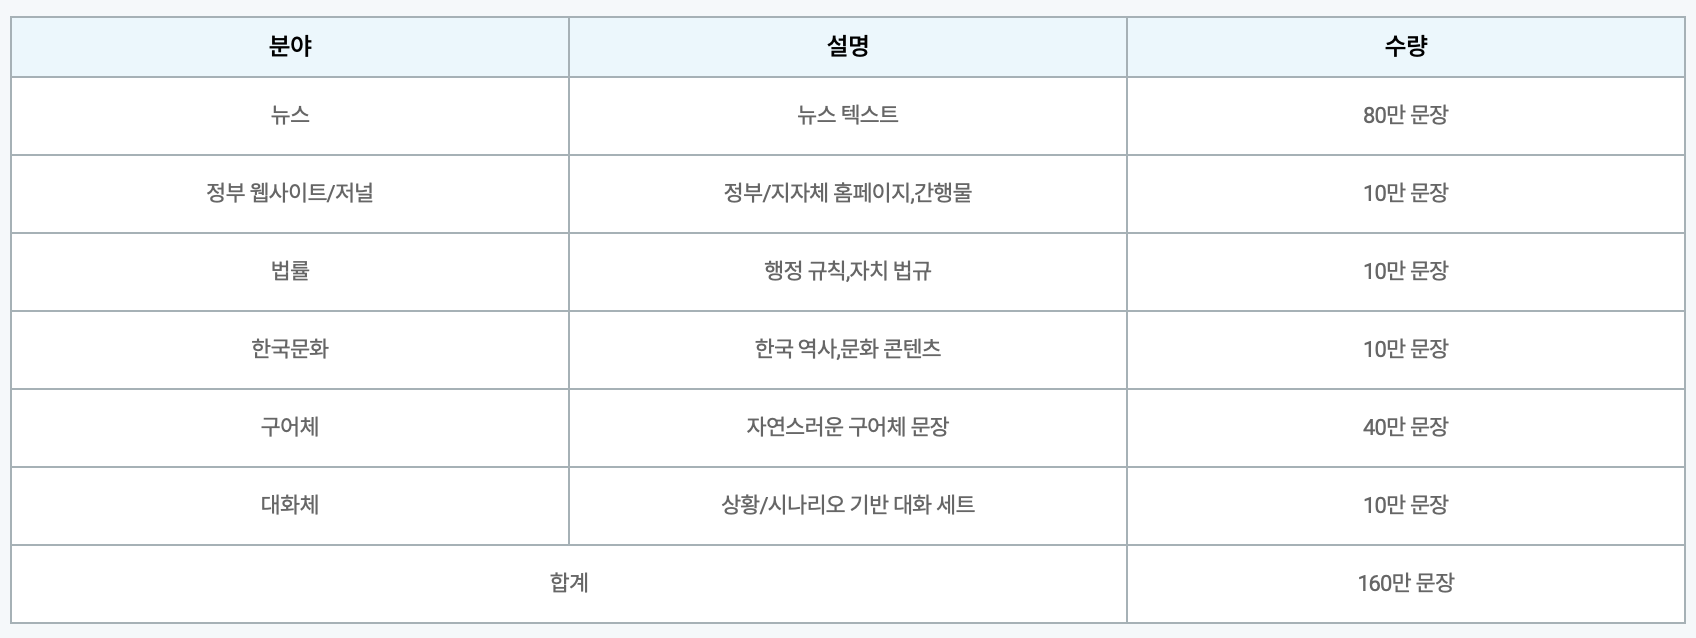 분야 설명 수량
뉴스 뉴스 텍스트 80만 문장
정부 웹사이트/저널 정부/지자체 홈페이지,간행물 10만 문장
법률 행정 규칙,자치 법규 10만 문장
한국문화 한국 역사,문화 콘텐츠 10만 문장
구어체 자연스러운 구어체 문장 40만 문장
대화체 상황/시나리오 기반 대화 세트 10만 문장
합계 160만 문장